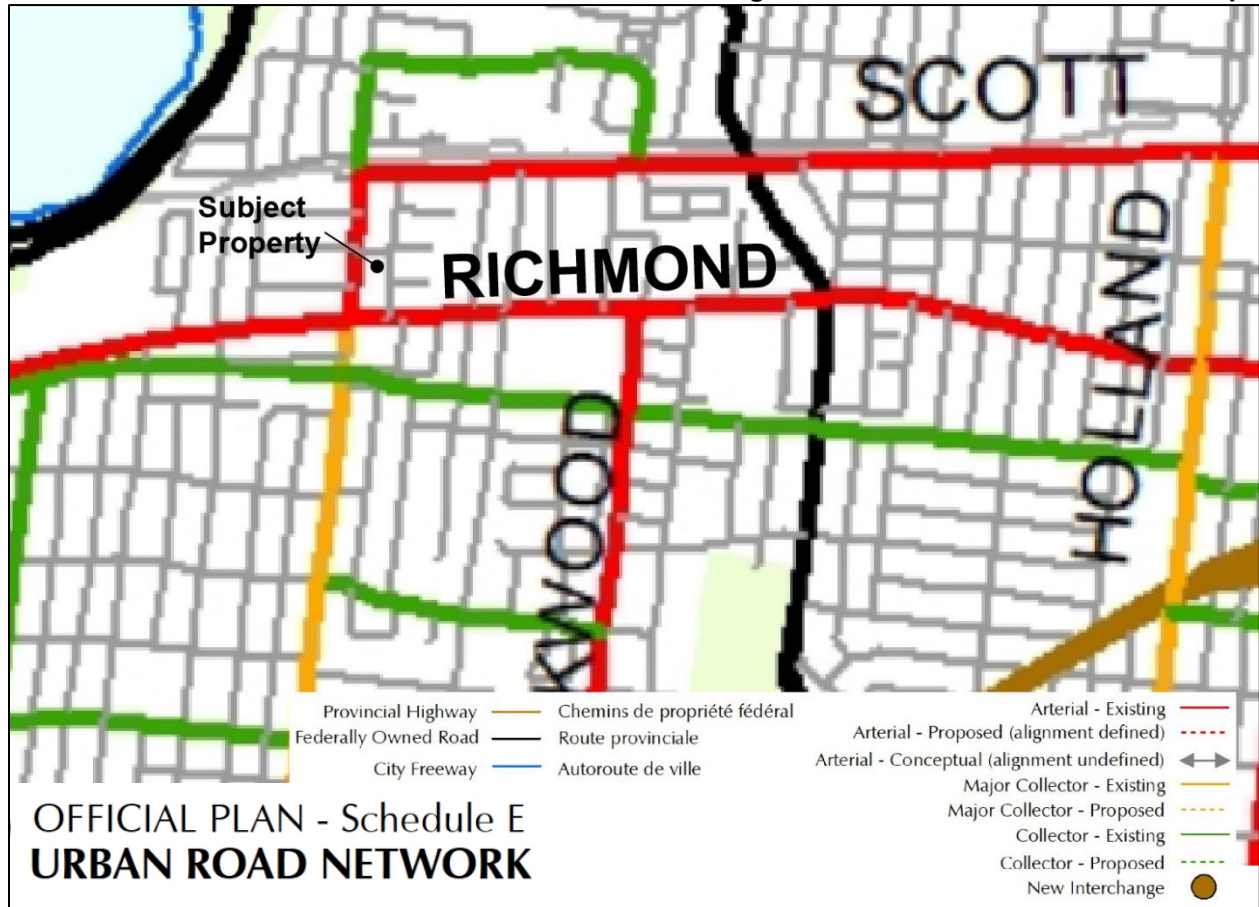 SCOTT
Subject
Property
RICHMOND
HOLLAND
KWOOD
Provincial Highway Chemins de propriété fédéral
Federally Owned Road Route provinciale
City Freeway Autoroute de ville
Arterial - Existing
Arterial - Proposed (alignment defined)
Arterial - Conceptual (alignment undefined)
Major Collector - Existing
Major Collector - Proposed
Collector - Existing
Collector - Proposed
New Interchange
OFFICIAL PLAN - Schedule E
URBAN ROAD NETWORK